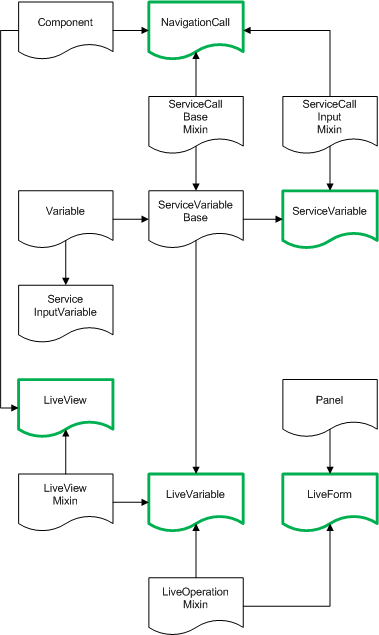 Component
NavigationCall
ServiceCall
Base
Mixin
ServiceCall
Input
Mixin
Variable
ServiceVariable
Base
ServiceVariable
Service
InputVariable
LiveView
Panel
LiveView
Mixin
LiveVariable
LiveForm
LiveOperation
Mixin